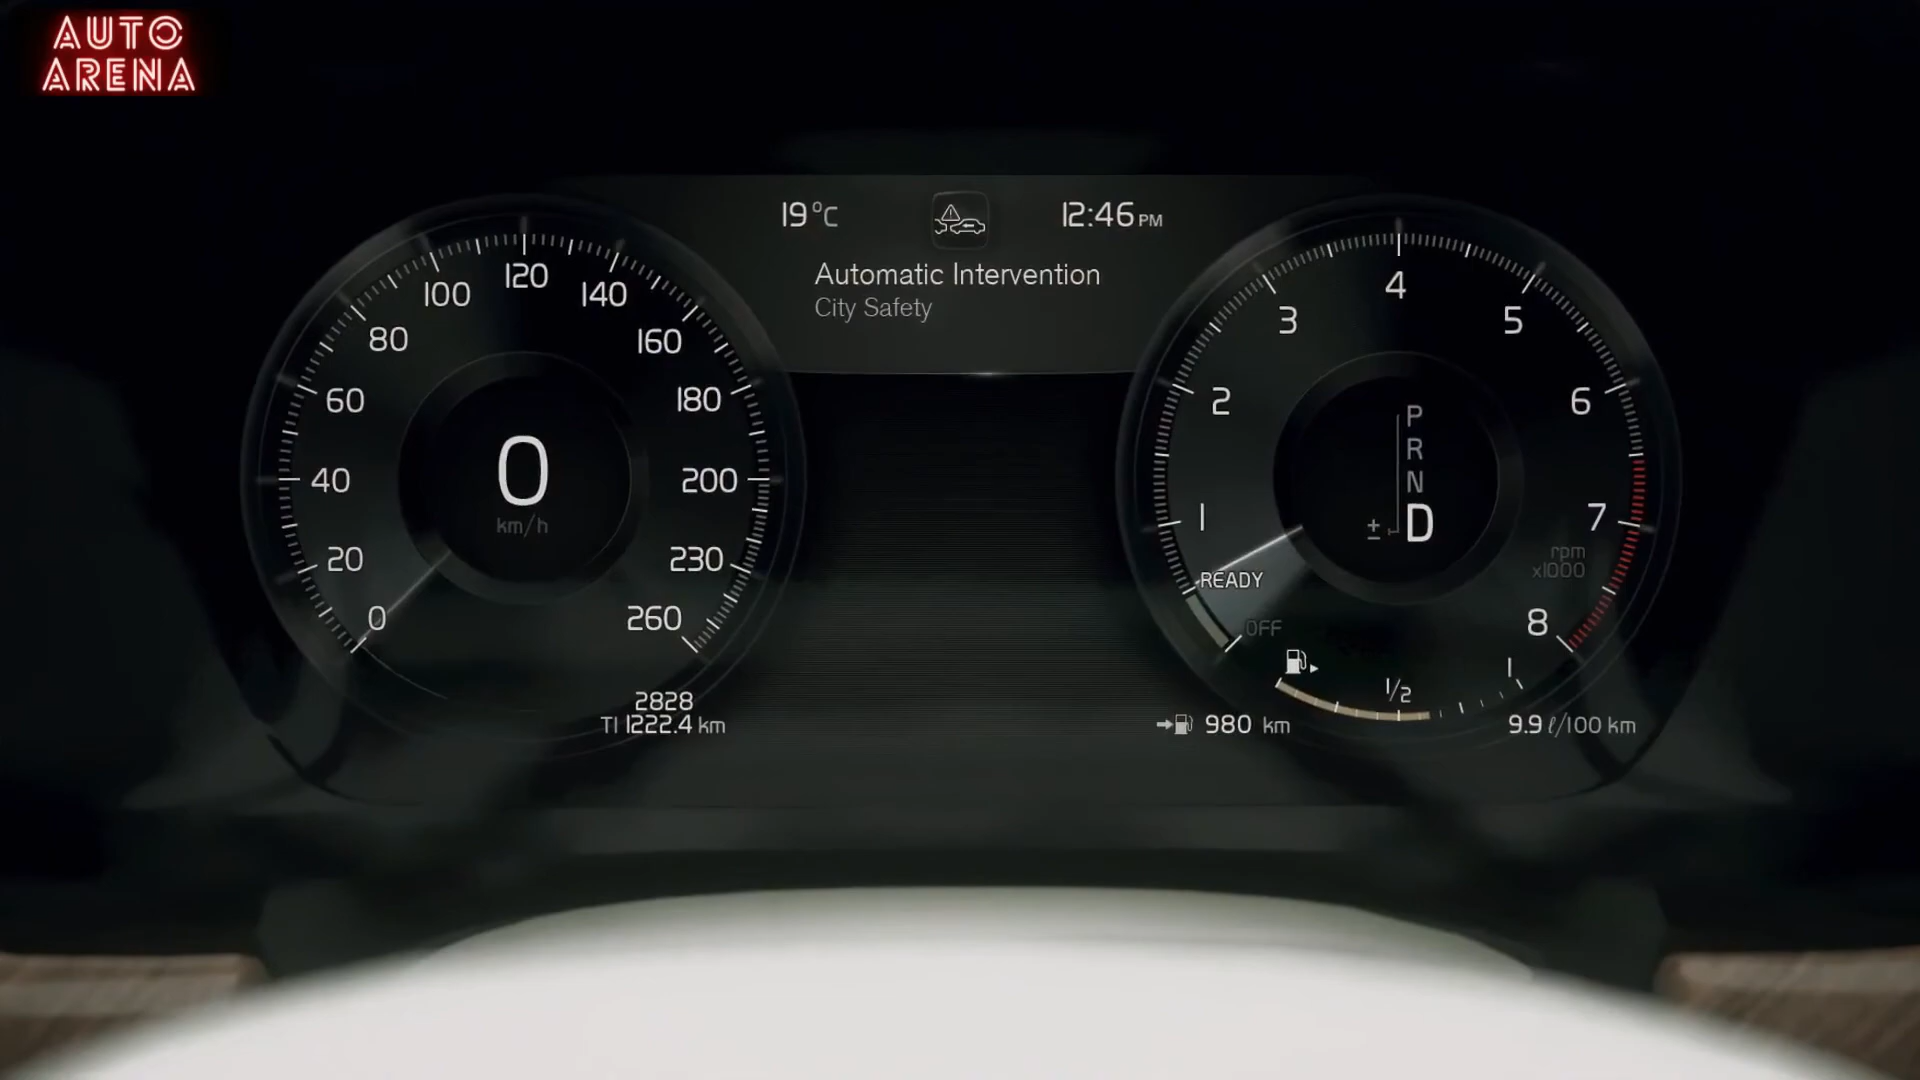 AUTO
ARENA
19°C
12:46 PM
Automatic Intervention
City Safety
0
20
40
60
80
100
120
140
160
180
200
230
260
0
km/h
2828
T1 1222.4 km
OFF
READY
1
2
3
4
5
6
7
8
rpm
x1000
P
R
N
± D
1/2
1
980 km
9.9 ℓ/100 km